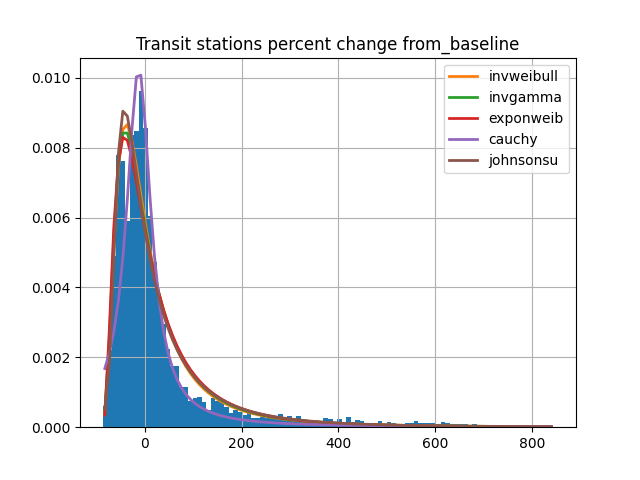 Transit stations percent change from_baseline
0.010
0.008
0.006
0.004
0.002
0.000
0
200
400
600
800
invweibull
invgamma
exponweib
cauchy
johnsonsu